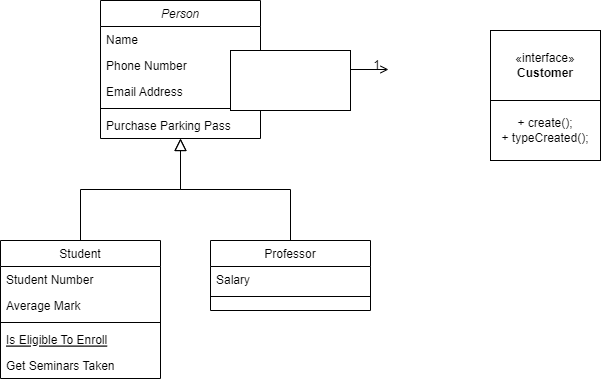 Person
Name
Phone Number
Email Address
Purchase Parking Pass
1
«interface»
Customer
+ create();
+ typeCreated();
Student
Student Number
Average Mark
Is Eligible To Enroll
Get Seminars Taken
Professor
Salary